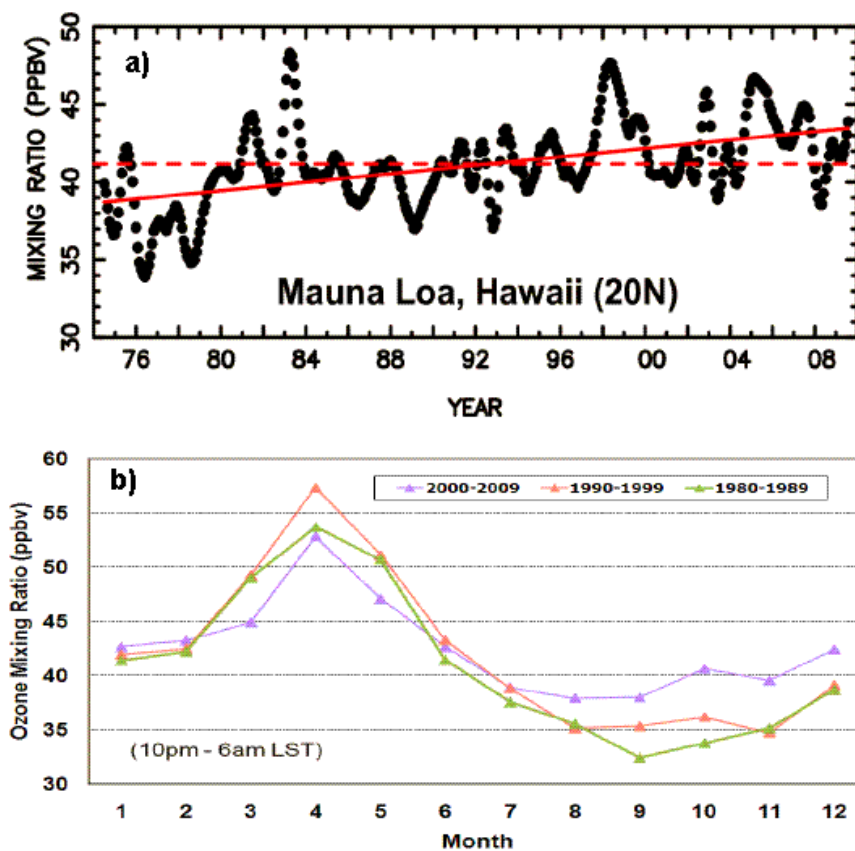 a)
MIXING RATIO (PPBV)
50
45
40
35
30
Mauna Loa, Hawaii (20N)
76 80 84 88 92 96 00 04 08
YEAR
b)
2000-2009 1990-1999 1980-1989
Ozone Mixing Ratio (ppbv)
60
55
50
45
40
35
30
(10pm - 6am LST)
1 2 3 4 5 6 7 8 9 10 11 12
Month